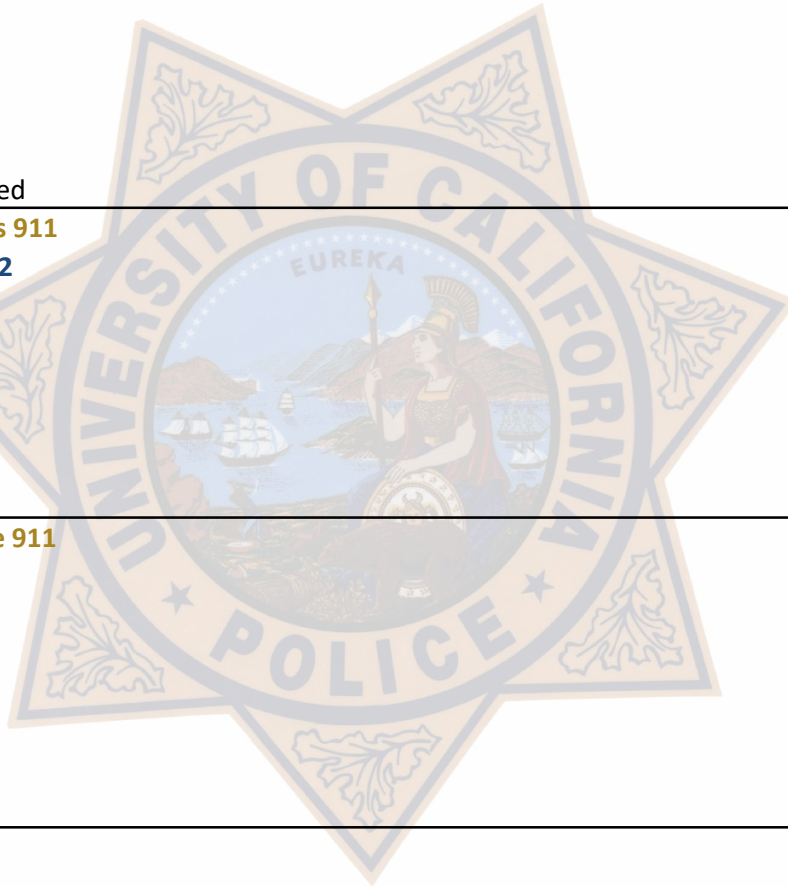 ed
s 911
2
e 911
UNIVERSITY OF CALIFORNIA
EUREKA
POLICE